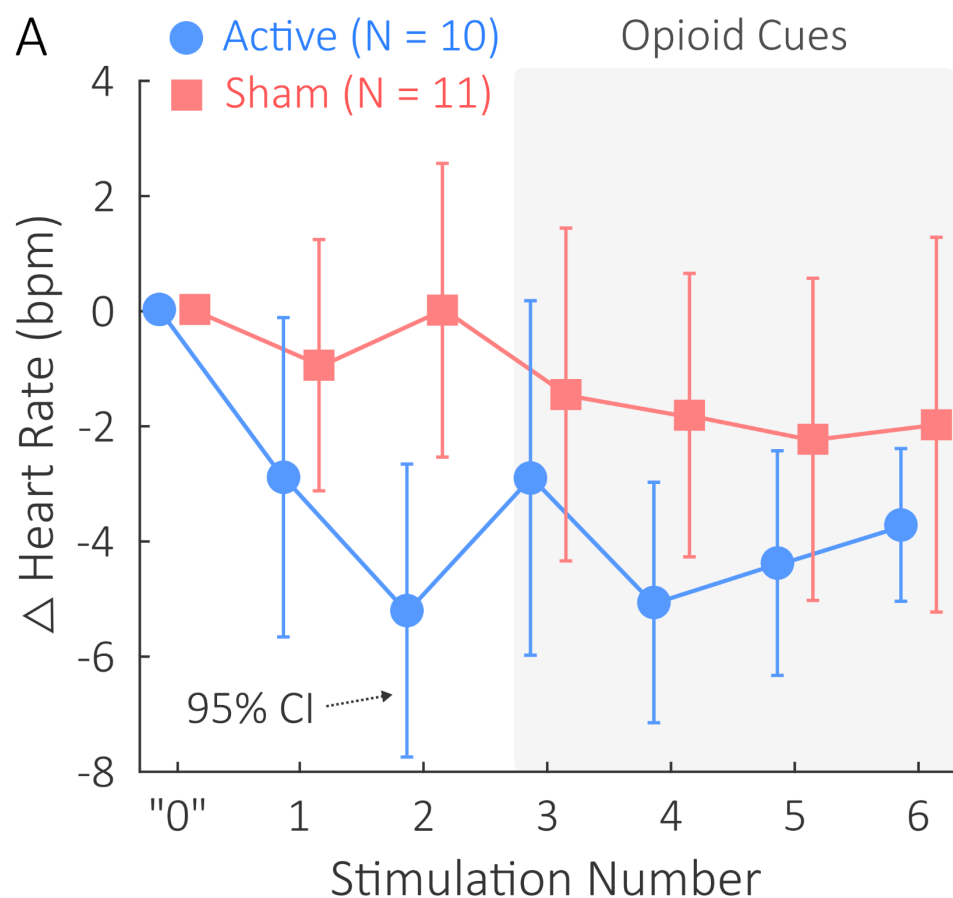 A
Active (N = 10)
Sham (N = 11)
Opioid Cues
4
2
0
-2
-4
-6
-8
Δ Heart Rate (bpm)
95% CI
"0" 1 2 3 4 5 6
Stimulation Number